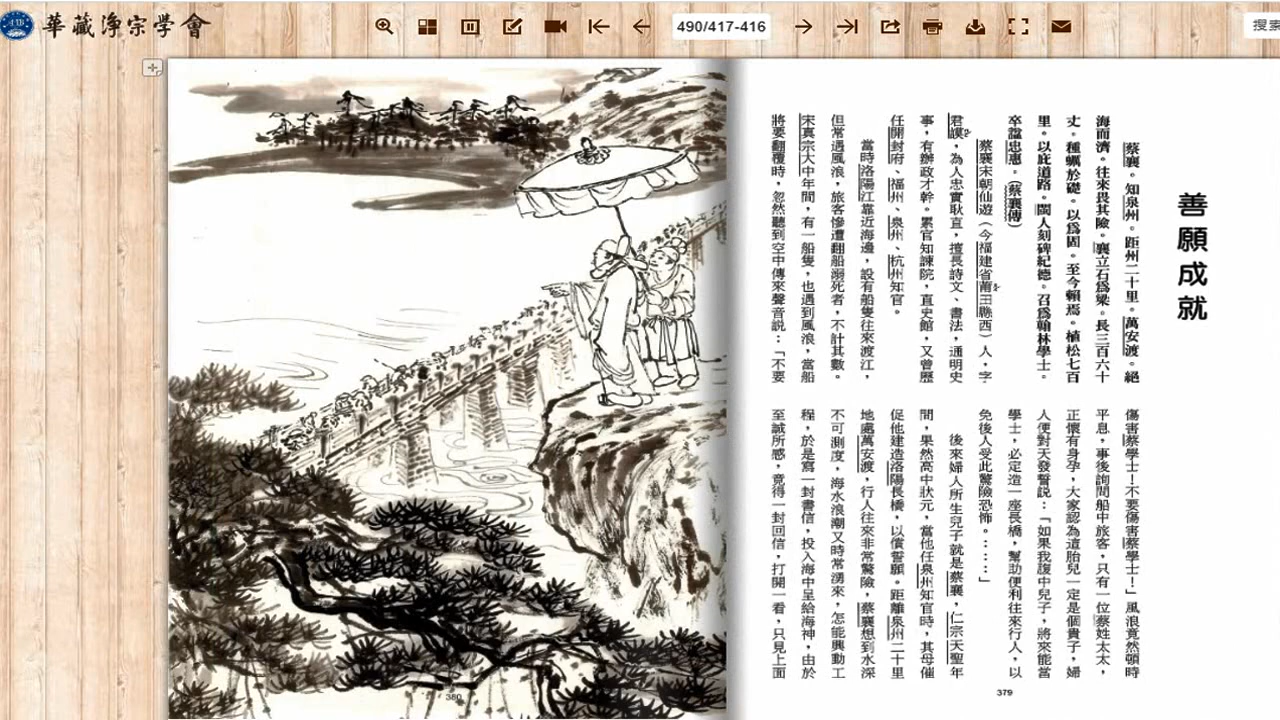 華藏淨宗學會
490/417-416
搜索
善願成就
蔡襄。知泉州。距州二十里。萬安渡。絕
海而濟。往來畏其險。襄立石為梁。長三百六十
丈。種蠣於礎。以為固。至今賴焉。植松七百
里。以庇道路。閩人刻碑紀德。召為翰林學士。
卒諡忠惠。(蔡襄傳)
蔡襄宋朝仙遊(今福建省莆田縣西)人,字
君謨,為人忠實耿直,擅長詩文、書法,通明史
事,有辦政才幹。累官知諫院,直史館,又曾歷
任開封府、福州、泉州、杭州知官。
當時洛陽江靠近海邊,設有船隻往來渡江,
但常遇風浪,旅客慘遭翻船溺死者,不計其數。
宋真宗大中年間,有一船隻,也遇到風浪,當船
將要翻覆時,忽然聽到空中傳來聲音說:「不要
傷害蔡學士!不要傷害蔡學士!」風浪竟然頓時
平息,事後詢問船中旅客,只有一位蔡姓太太,
正懷有身孕,大家認為這胎兒一定是個貴子,婦
人便對天發誓說:「如果我腹中兒子,將來能當
學士,必定造一座長橋,幫助便利往來行人,以
免後人受此驚險恐怖。……」
後來婦人所生兒子就是蔡襄,仁宗天聖年
間,果然高中狀元,當他任泉州知官時,其母催
促他建造洛陽長橋,以償誓願。距離泉州二十里
地處萬安渡,行人往來非常驚險,蔡襄想到水深
不可測度,海水浪潮又時常湧來,怎能興動工
程,於是寫一封書信,投入海中呈給海神,由於
至誠所感,竟得一封回信,打開一看,只見上面
379
380